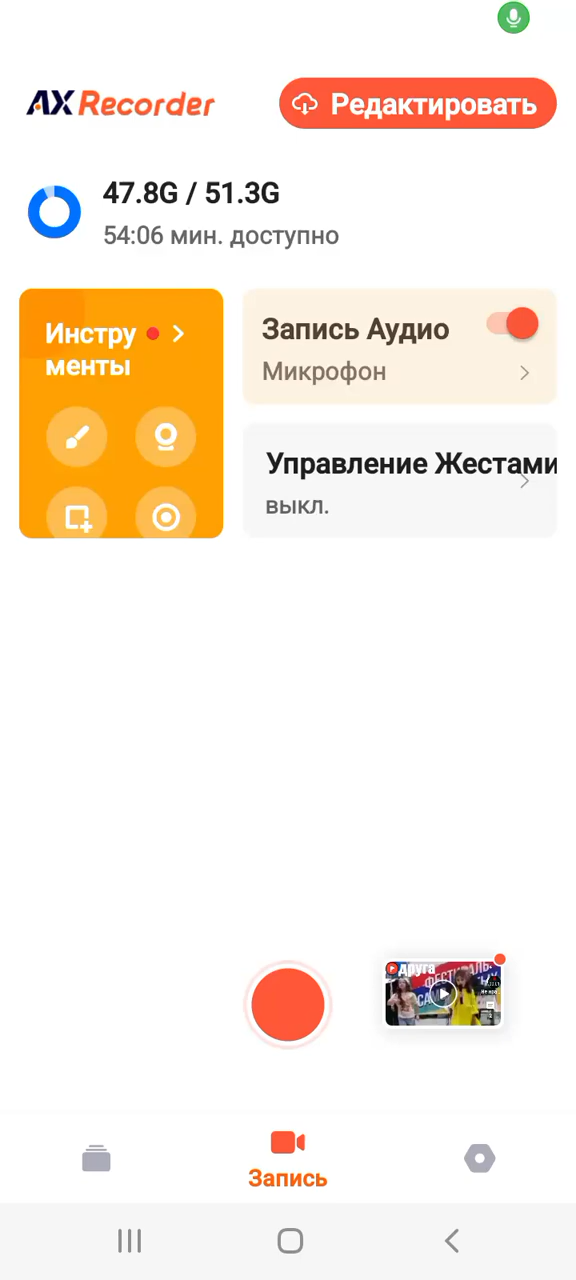 AX Recorder
Редактировать
47.8G / 51.3G
54:06 мин. доступно
Инстру
менты
Запись Аудио
Микрофон
Управление Жестами
выкл.
друга
ФЕСТИВАЛЬ
Запись